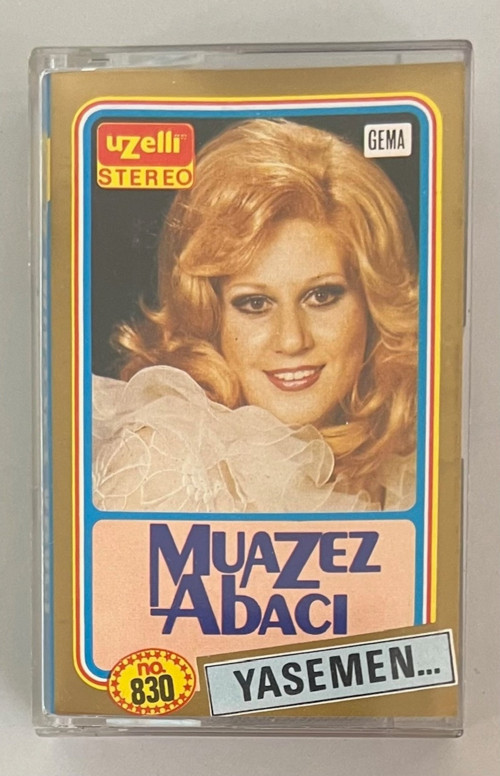 uzelli
GEMA
STEREO
MUAZEZ
ABACI
no.
830
YASEMEN...